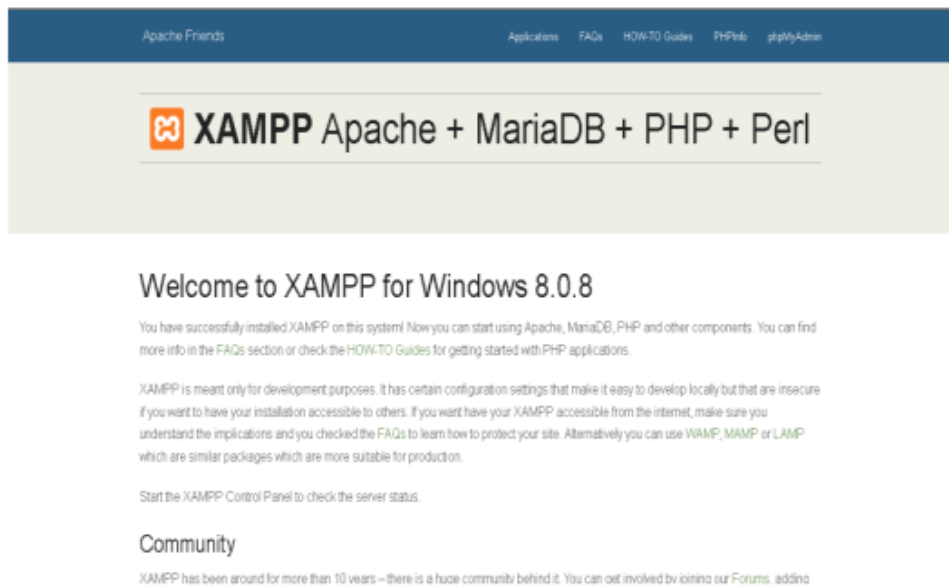 Apache Friends
Applications FAQs HOW-TO Guides PHPInfo phpMyAdmin
XAMPP Apache + MariaDB + PHP + Perl
Welcome to XAMPP for Windows 8.0.8
You have successfully installed XAMPP on this system! Now you can start using Apache, MariaDB, PHP and other components. You can find
more info in the FAQs section or check the HOW-TO Guides for getting started with PHP applications.
XAMPP is meant only for development purposes. It has certain configuration settings that make it easy to develop locally but that are insecure
if you want to have your installation accessible to others. If you want have your XAMPP accessible from the internet, make sure you
understand the implications and you checked the FAQs to learn how to protect your site. Alternatively you can use WAMP, MAMP or LAMP
which are similar packages which are more suitable for production.
Start the XAMPP Control Panel to check the server status.
Community
XAMPP has been around for more than 10 years – there is a huge community behind it. You can get involved by joining our Forums, adding